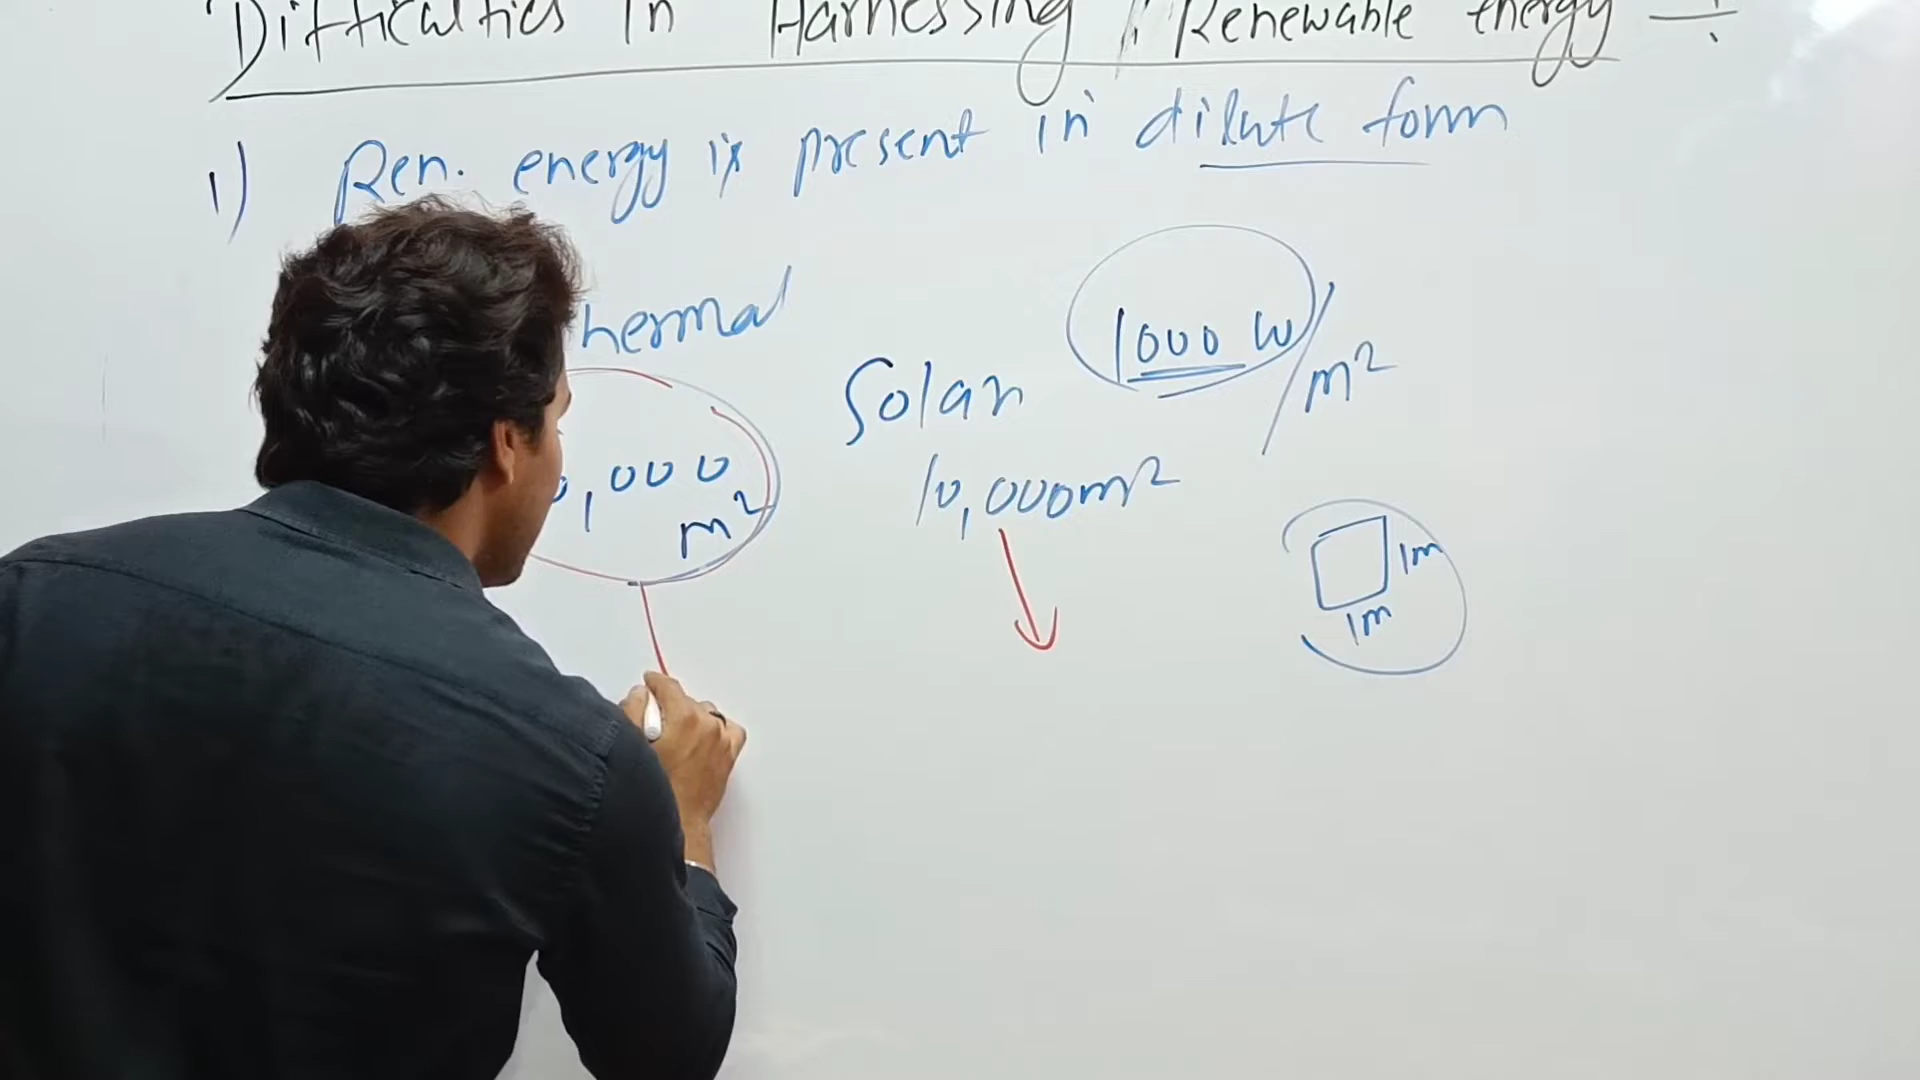 Difficulties in Harnessing Renewable energy :-
1) Ren. energy is present in dilute form
hermal
1000 W/m²
Solar
0,000
m²
10,000m²
1m
1m